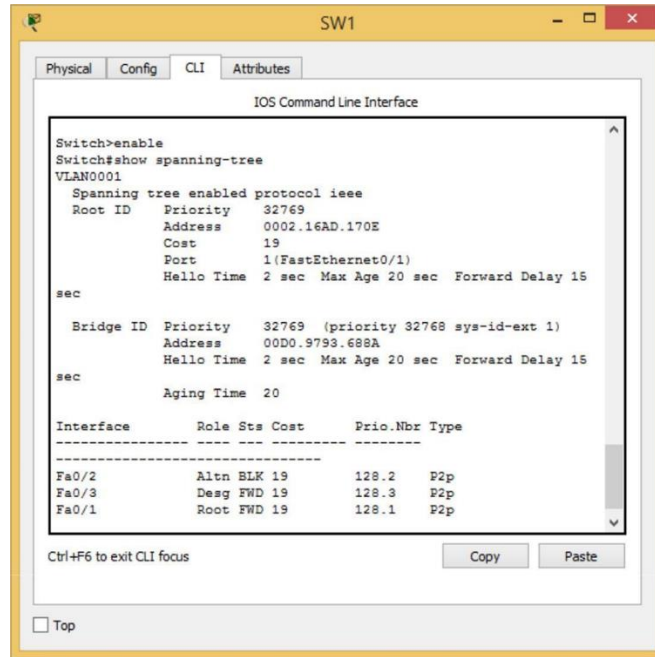 SW1
Physical Config CLI Attributes
IOS Command Line Interface
Switch>enable
Switch#show spanning-tree
VLAN0001
  Spanning tree enabled protocol ieee
  Root ID    Priority    32769
             Address     0002.16AD.170E
             Cost        19
             Port        1(FastEthernet0/1)
             Hello Time  2 sec  Max Age 20 sec  Forward Delay 15
sec
  Bridge ID  Priority    32769  (priority 32768 sys-id-ext 1)
             Address     00D0.9793.688A
             Hello Time  2 sec  Max Age 20 sec  Forward Delay 15
sec
             Aging Time  20
Interface        Role Sts Cost      Prio.Nbr Type
---------------- ---- --- --------- --------
--------------------------------
Fa0/2            Altn BLK 19        128.2    P2p
Fa0/3            Desg FWD 19        128.3    P2p
Fa0/1            Root FWD 19        128.1    P2p
Ctrl+F6 to exit CLI focus Copy Paste
Top